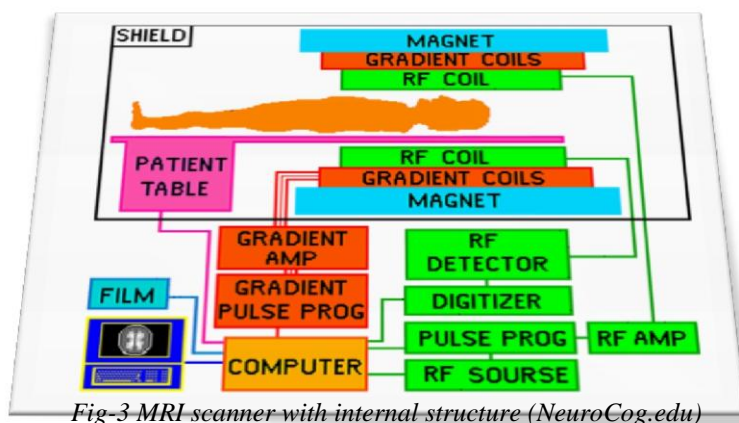 SHIELD
MAGNET
GRADIENT COILS
RF COIL
PATIENT
TABLE
RF COIL
GRADIENT COILS
MAGNET
GRADIENT
AMP
RF
DETECTOR
FILM
GRADIENT
PULSE PROG
DIGITIZER
COMPUTER
PULSE PROG
RF AMP
RF SOURSE
Fig-3 MRI scanner with internal structure (NeuroCog.edu)